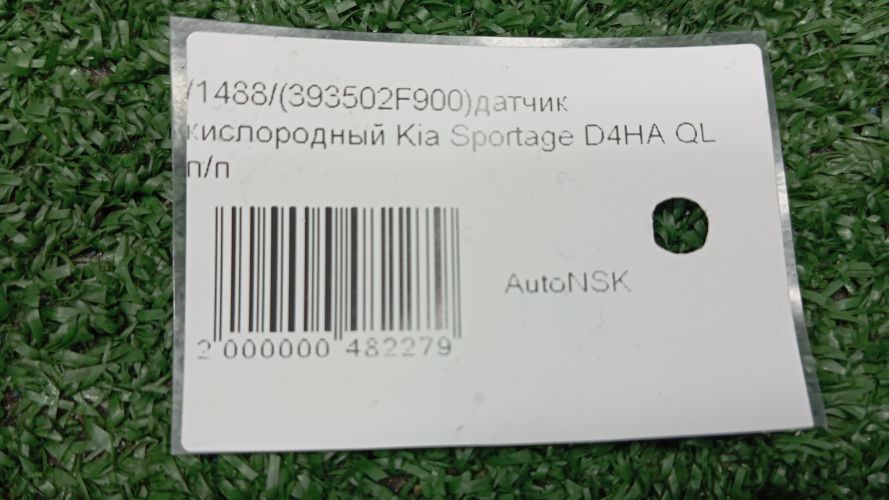 /1488/(393502F900)датчик
кислородный Kia Sportage D4HA QL
п/п
AutoNSK
2 000000 482279